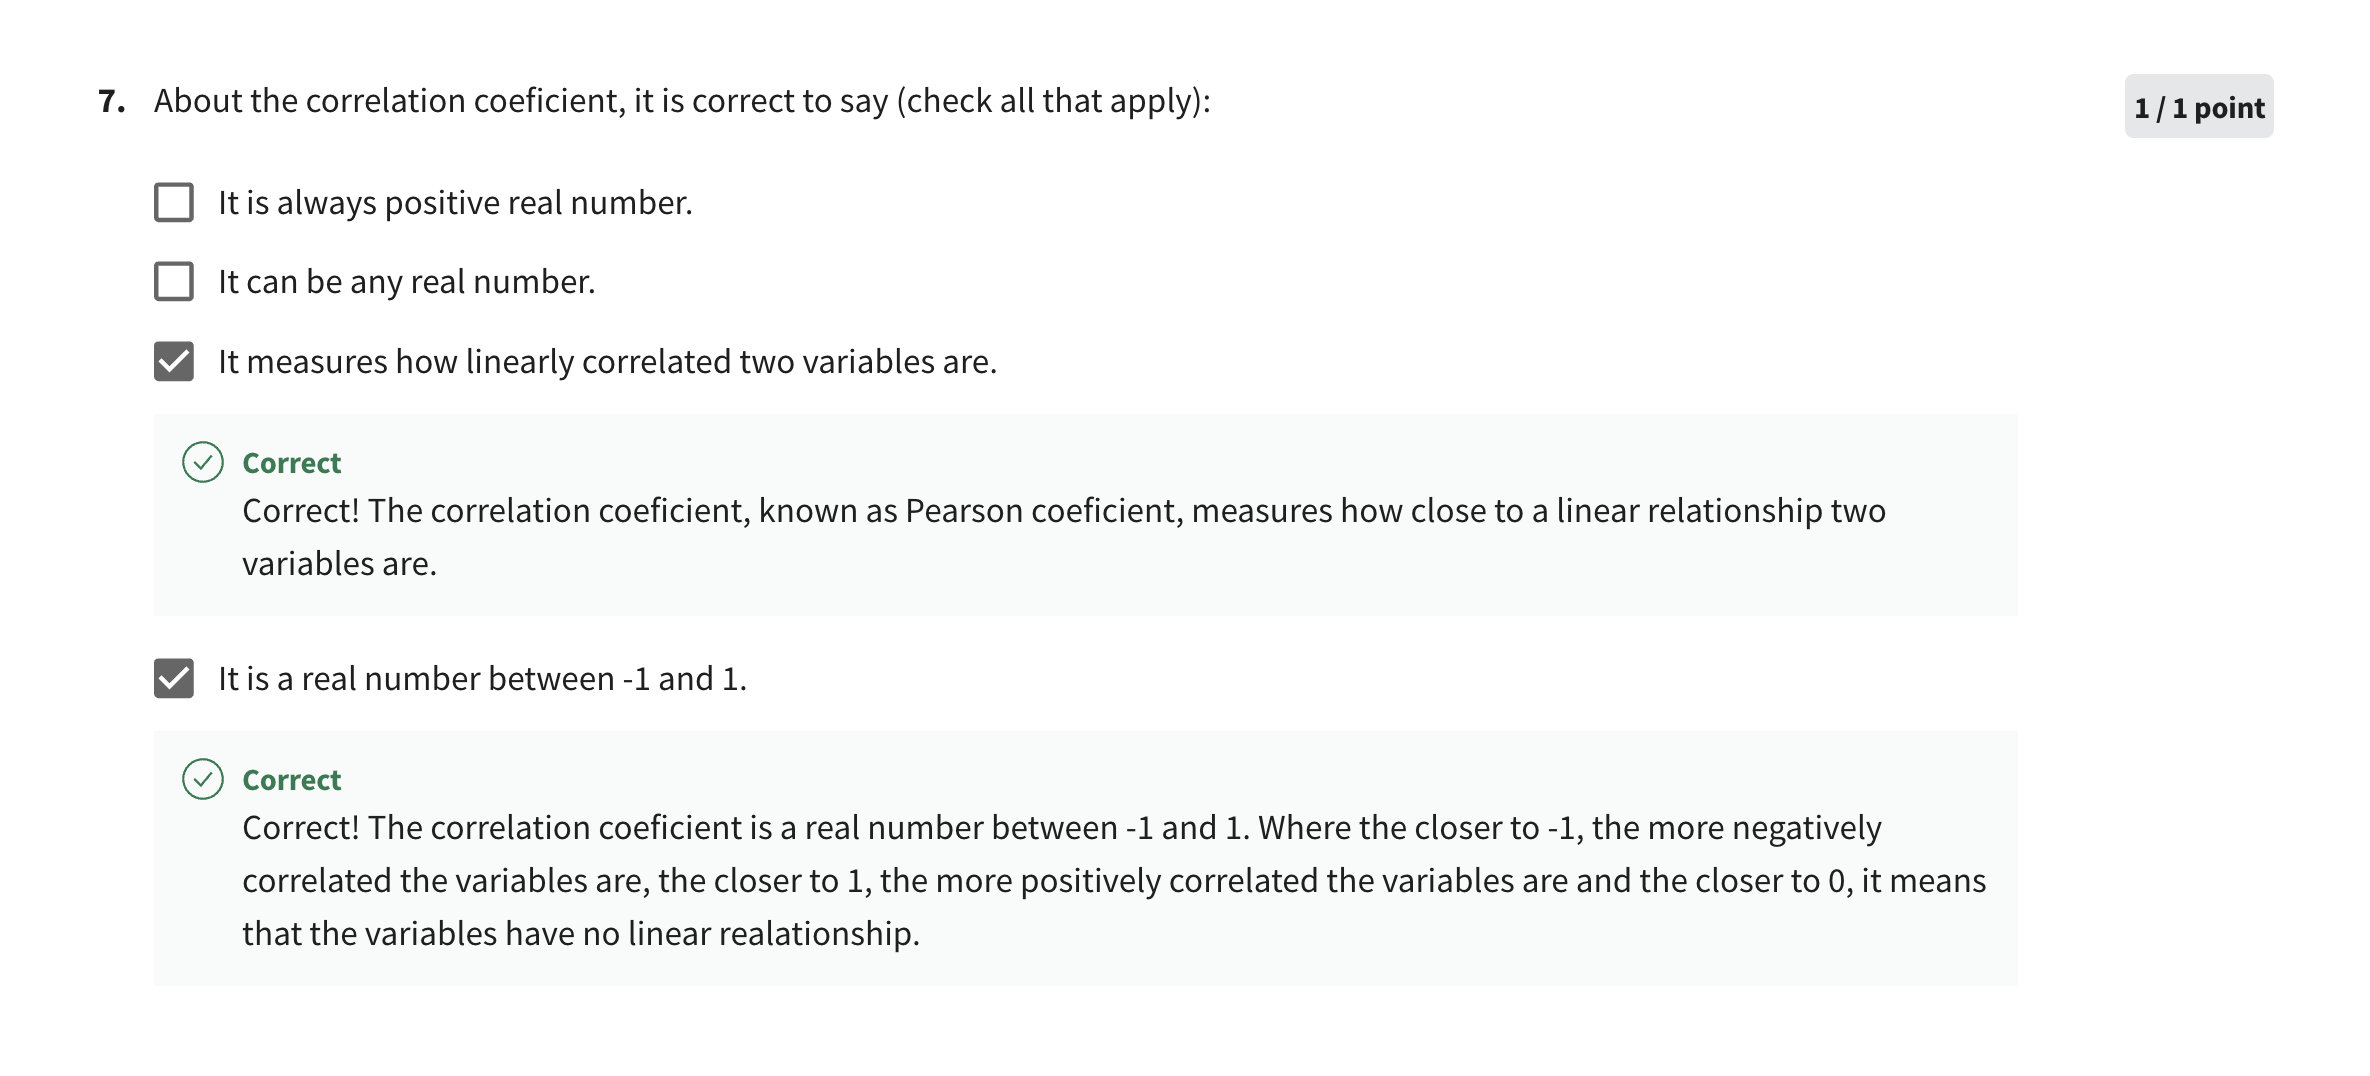 7. About the correlation coeficient, it is correct to say (check all that apply):
1 / 1 point
It is always positive real number.
It can be any real number.
It measures how linearly correlated two variables are.
Correct
Correct! The correlation coeficient, known as Pearson coeficient, measures how close to a linear relationship two
variables are.
It is a real number between -1 and 1.
Correct
Correct! The correlation coeficient is a real number between -1 and 1. Where the closer to -1, the more negatively
correlated the variables are, the closer to 1, the more positively correlated the variables are and the closer to 0, it means
that the variables have no linear realationship.